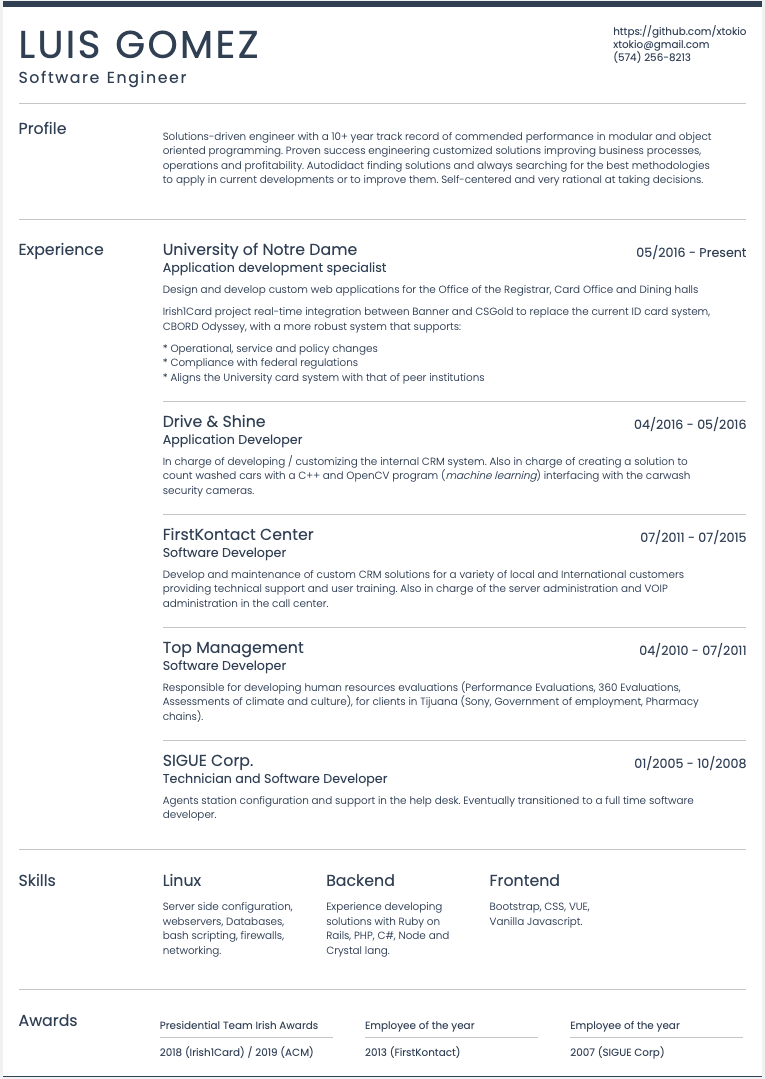 LUIS GOMEZ
Software Engineer
https://github.com/xtokio
xtokio@gmail.com
(574) 256-8213
Profile
Solutions-driven engineer with a 10+ year track record of commended performance in modular and object
oriented programming. Proven success engineering customized solutions improving business processes,
operations and profitability. Autodidact finding solutions and always searching for the best methodologies
to apply in current developments or to improve them. Self-centered and very rational at taking decisions.
Experience
University of Notre Dame
05/2016 - Present
Application development specialist
Design and develop custom web applications for the Office of the Registrar, Card Office and Dining halls
Irish1Card project real-time integration between Banner and CSGold to replace the current ID card system,
CBORD Odyssey, with a more robust system that supports:
* Operational, service and policy changes
* Compliance with federal regulations
* Aligns the University card system with that of peer institutions
Drive & Shine
04/2016 - 05/2016
Application Developer
In charge of developing / customizing the internal CRM system. Also in charge of creating a solution to
count washed cars with a C++ and OpenCV program (machine learning) interfacing with the carwash
security cameras.
FirstKontact Center
07/2011 - 07/2015
Software Developer
Develop and maintenance of custom CRM solutions for a variety of local and International customers
providing technical support and user training. Also in charge of the server administration and VOIP
administration in the call center.
Top Management
04/2010 - 07/2011
Software Developer
Responsible for developing human resources evaluations (Performance Evaluations, 360 Evaluations,
Assessments of climate and culture), for clients in Tijuana (Sony, Government of employment, Pharmacy
chains).
SIGUE Corp.
01/2005 - 10/2008
Technician and Software Developer
Agents station configuration and support in the help desk. Eventually transitioned to a full time software
developer.
Skills
Linux
Server side configuration,
webservers, Databases,
bash scripting, firewalls,
networking.
Backend
Experience developing
solutions with Ruby on
Rails, PHP, C#, Node and
Crystal lang.
Frontend
Bootstrap, CSS, VUE,
Vanilla Javascript.
Awards
Presidential Team Irish Awards
2018 (Irish1Card) / 2019 (ACM)
Employee of the year
2013 (FirstKontact)
Employee of the year
2007 (SIGUE Corp)